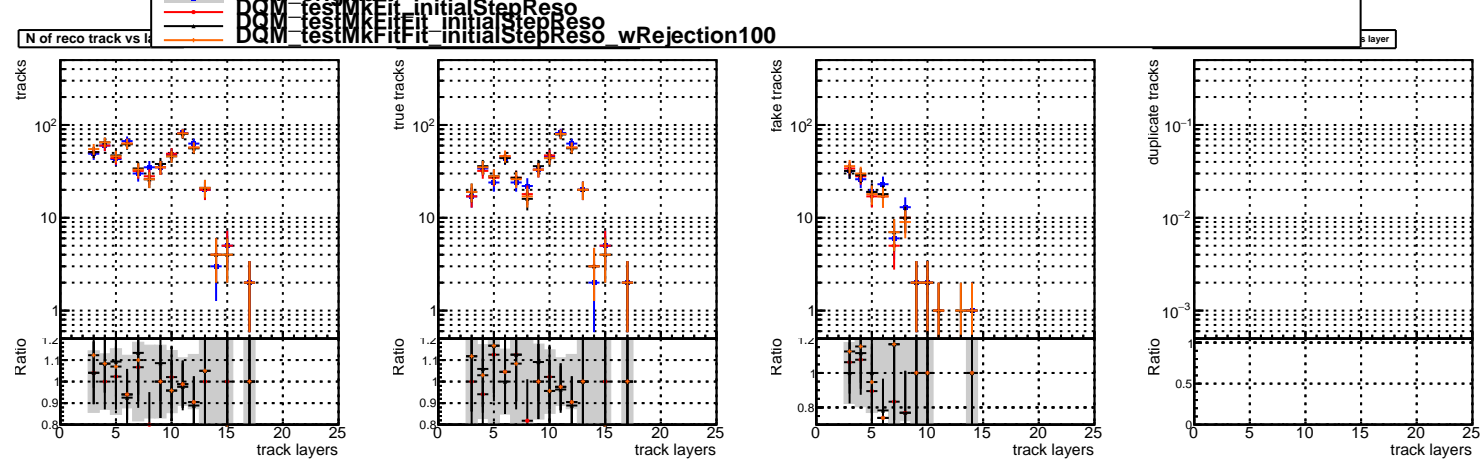 DQM_testMkFit_initialStepReso
DQM_testMkFitFit_initialStepReso
DQM_testMkFitFit_initialStepReso_wRejection100
N of reco track vs la
s layer
tracks
10²
10
1
Ratio
1.2
1.1
1
0.9
0.8
0 5 10 15 20 25
track layers
true tracks
10²
10
1
Ratio
1.2
1.1
1
0.9
0.8
0 5 10 15 20 25
track layers
fake tracks
10²
10
1
Ratio
1.2
1
0.8
0 5 10 15 20 25
track layers
duplicate tracks
10⁻¹
10⁻²
10⁻³
Ratio
1
0.5
0
0 5 10 15 20 25
track layers